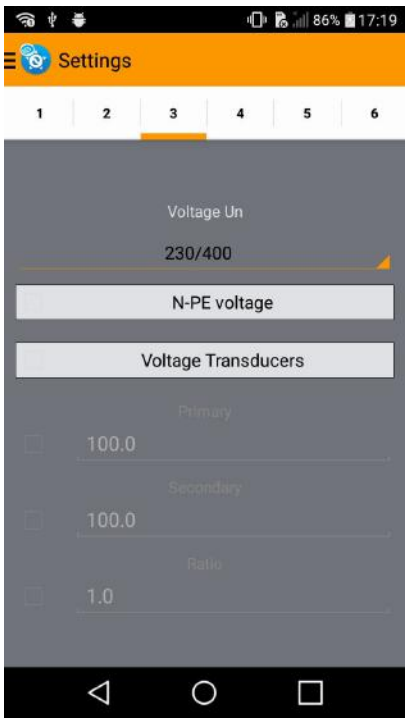 86% 17:19
Settings
1 2 3 4 5 6
Voltage Un
230/400
N-PE voltage
Voltage Transducers
Primary
100.0
Secondary
100.0
Ratio
1.0